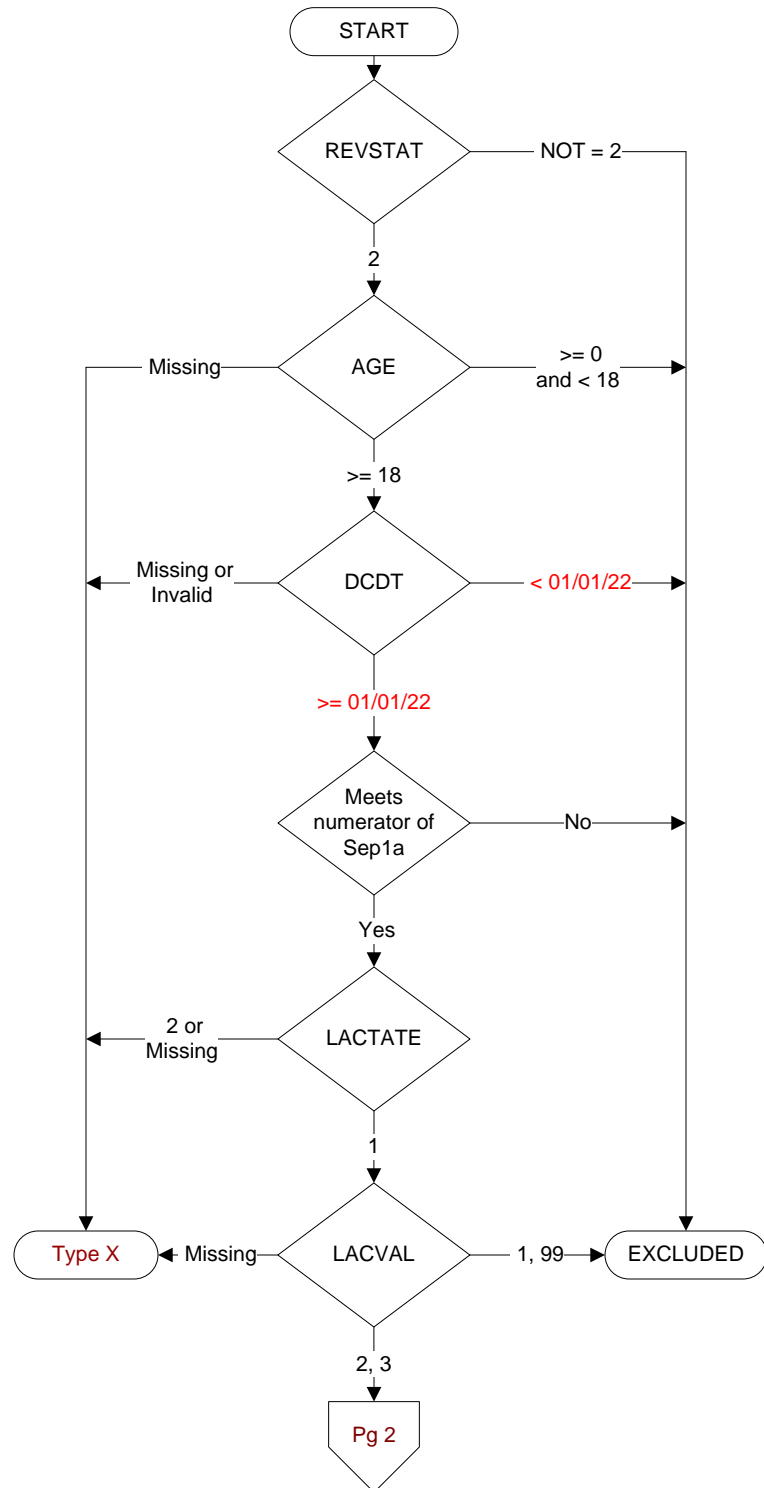 START
REVSTAT
NOT = 2
2
AGE
Missing
>= 0
and < 18
>= 18
DCDT
Missing or
Invalid
< 01/01/22
>= 01/01/22
Meets
numerator of
Sep1a
No
Yes
LACTATE
2 or
Missing
1
Type X
Missing
LACVAL
1, 99
EXCLUDED
2, 3
Pg 2